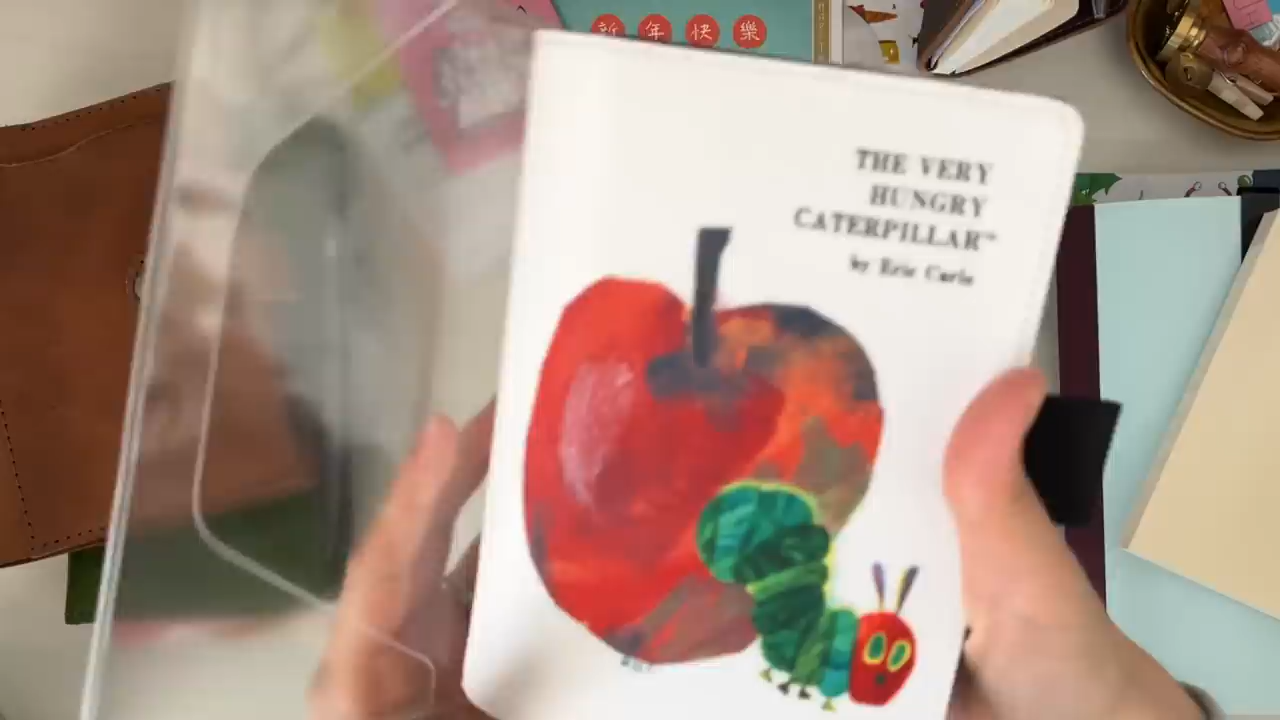 新年快樂
THE VERY
HUNGRY
CATERPILLAR™
by Eric Carle